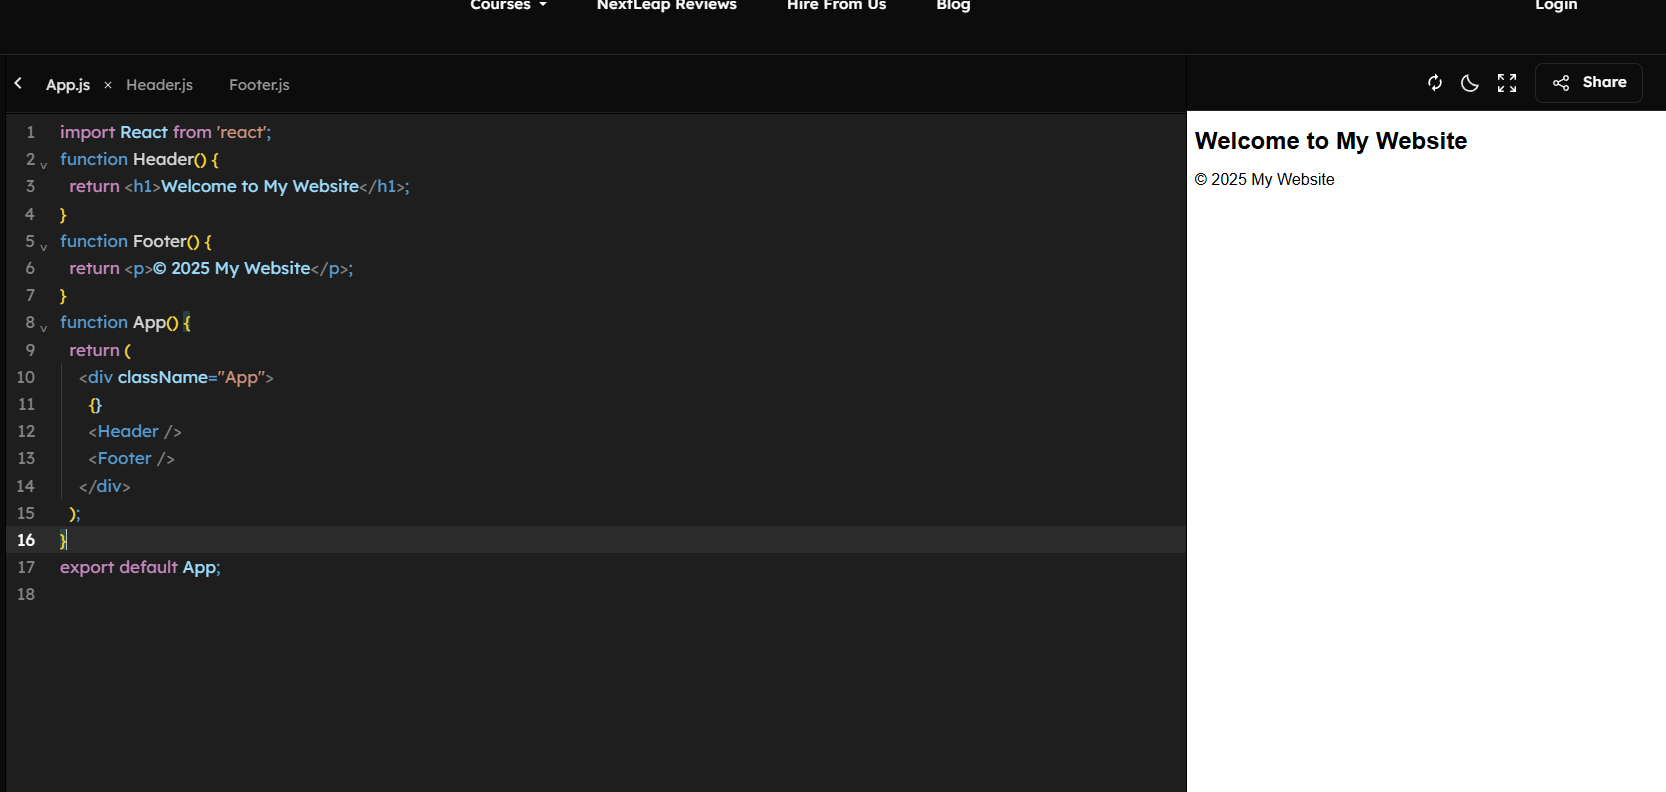 Courses NextLeap Reviews Hire From Us Blog Login
App.js × Header.js Footer.js
Share
1 import React from 'react';
2 function Header() {
3 return <h1>Welcome to My Website</h1>;
4 }
5 function Footer() {
6 return <p>© 2025 My Website</p>;
7 }
8 function App() {
9 return (
10 <div className="App">
11 {}
12 <Header />
13 <Footer />
14 </div>
15 );
16 }
17 export default App;
18
Welcome to My Website
© 2025 My Website